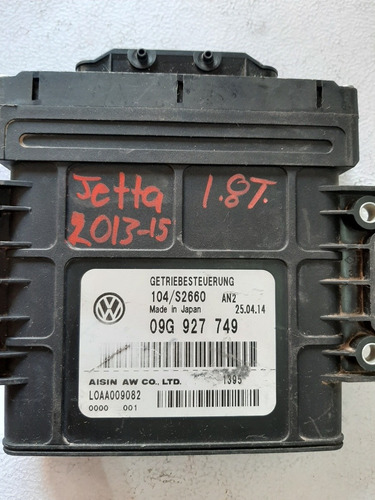 Jetta 1.8T.
2013-15
GETRIEBESTEUERUNG
104/S2660 AN2
Made in Japan 25.04.14
09G 927 749
AISIN AW CO., LTD. 1395
L0AA009082
0000 001